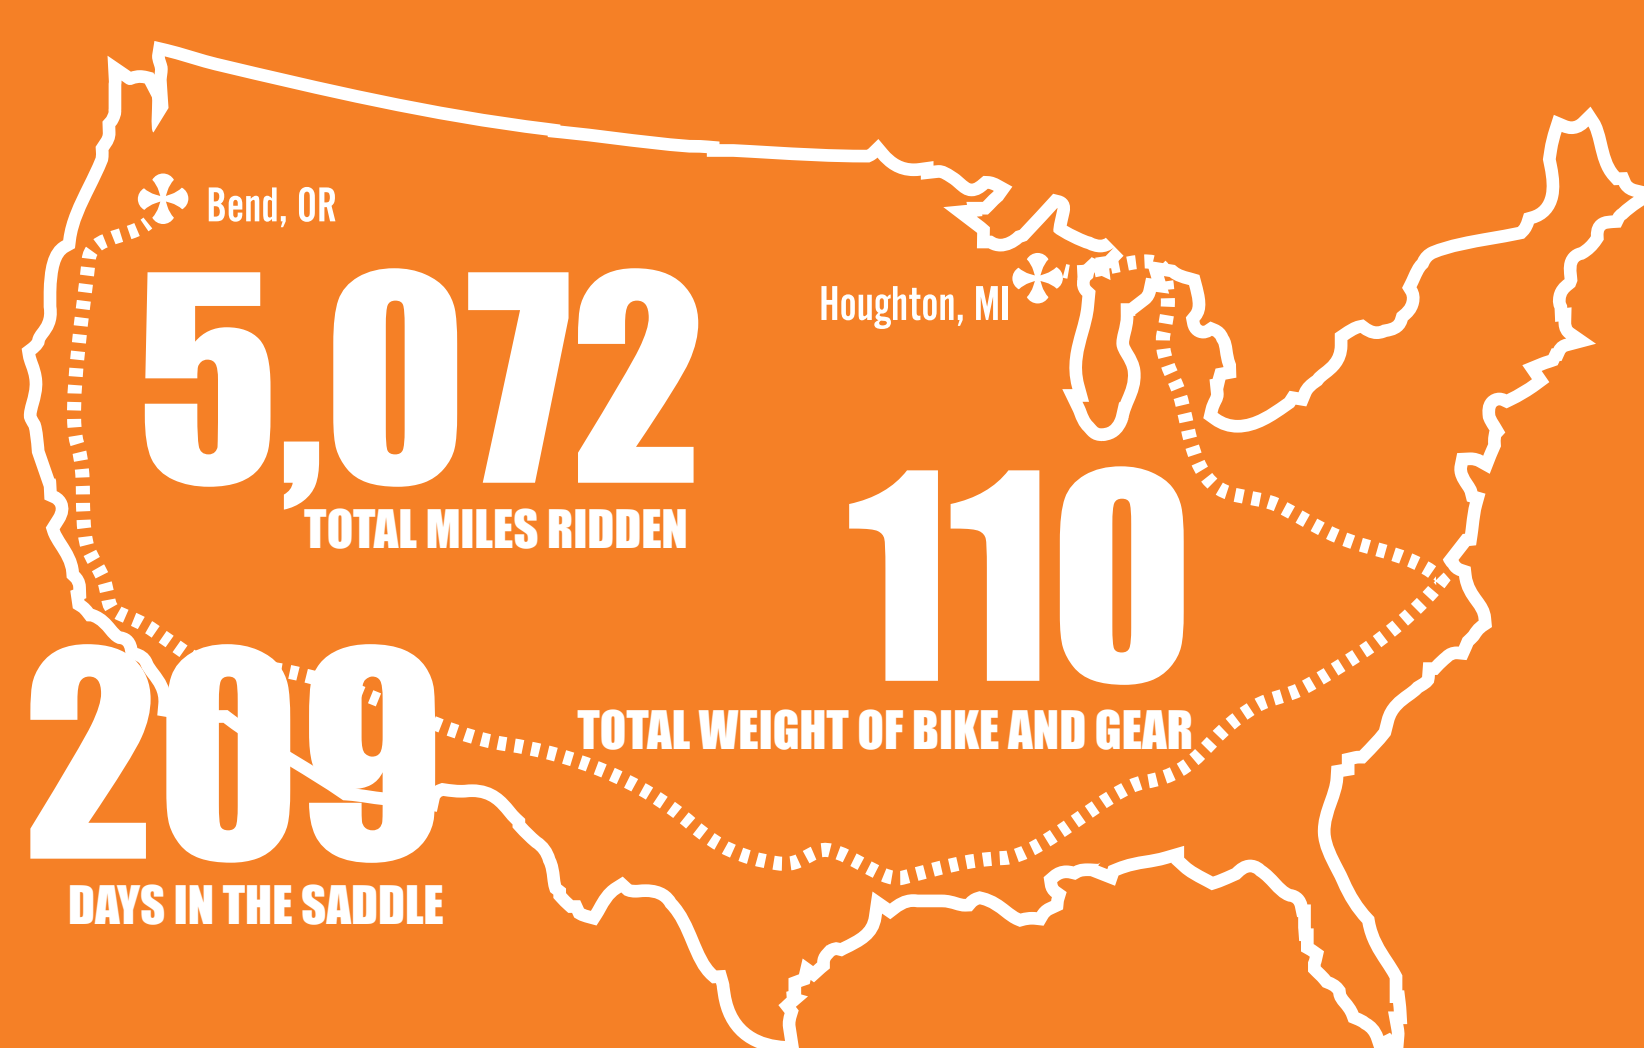 Bend, OR
5,072
TOTAL MILES RIDDEN
Houghton, MI
110
TOTAL WEIGHT OF BIKE AND GEAR
209
DAYS IN THE SADDLE